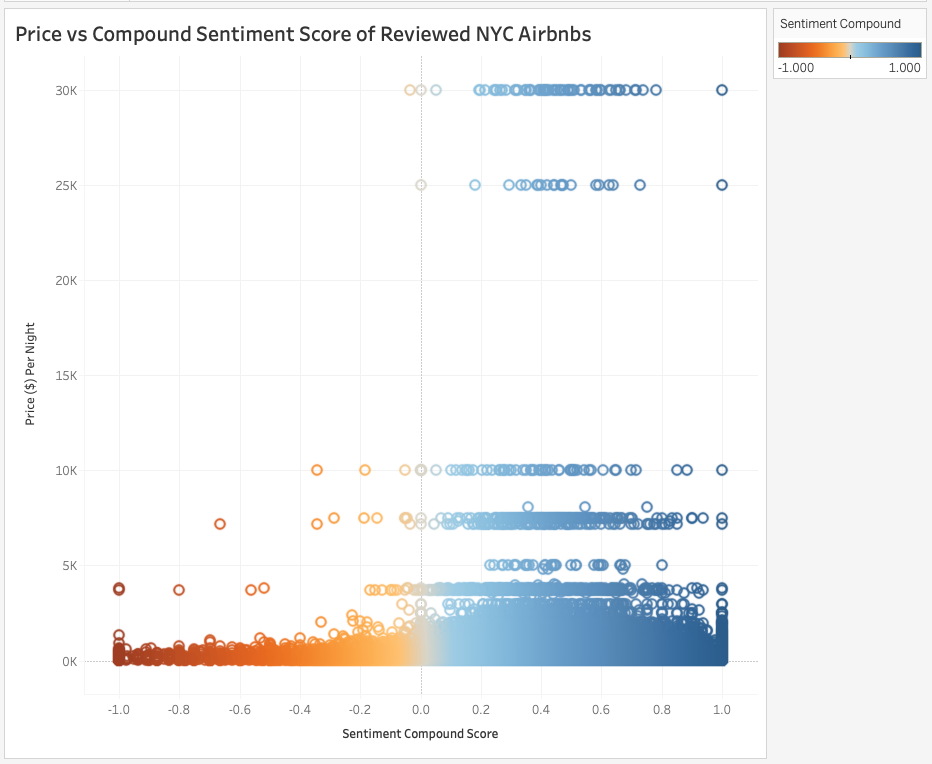 Price vs Compound Sentiment Score of Reviewed NYC Airbnbs
Sentiment Compound
-1.000 1.000
30K
25K
20K
15K
10K
5K
0K
Price ($) Per Night
-1.0 -0.8 -0.6 -0.4 -0.2 0.0 0.2 0.4 0.6 0.8 1.0
Sentiment Compound Score